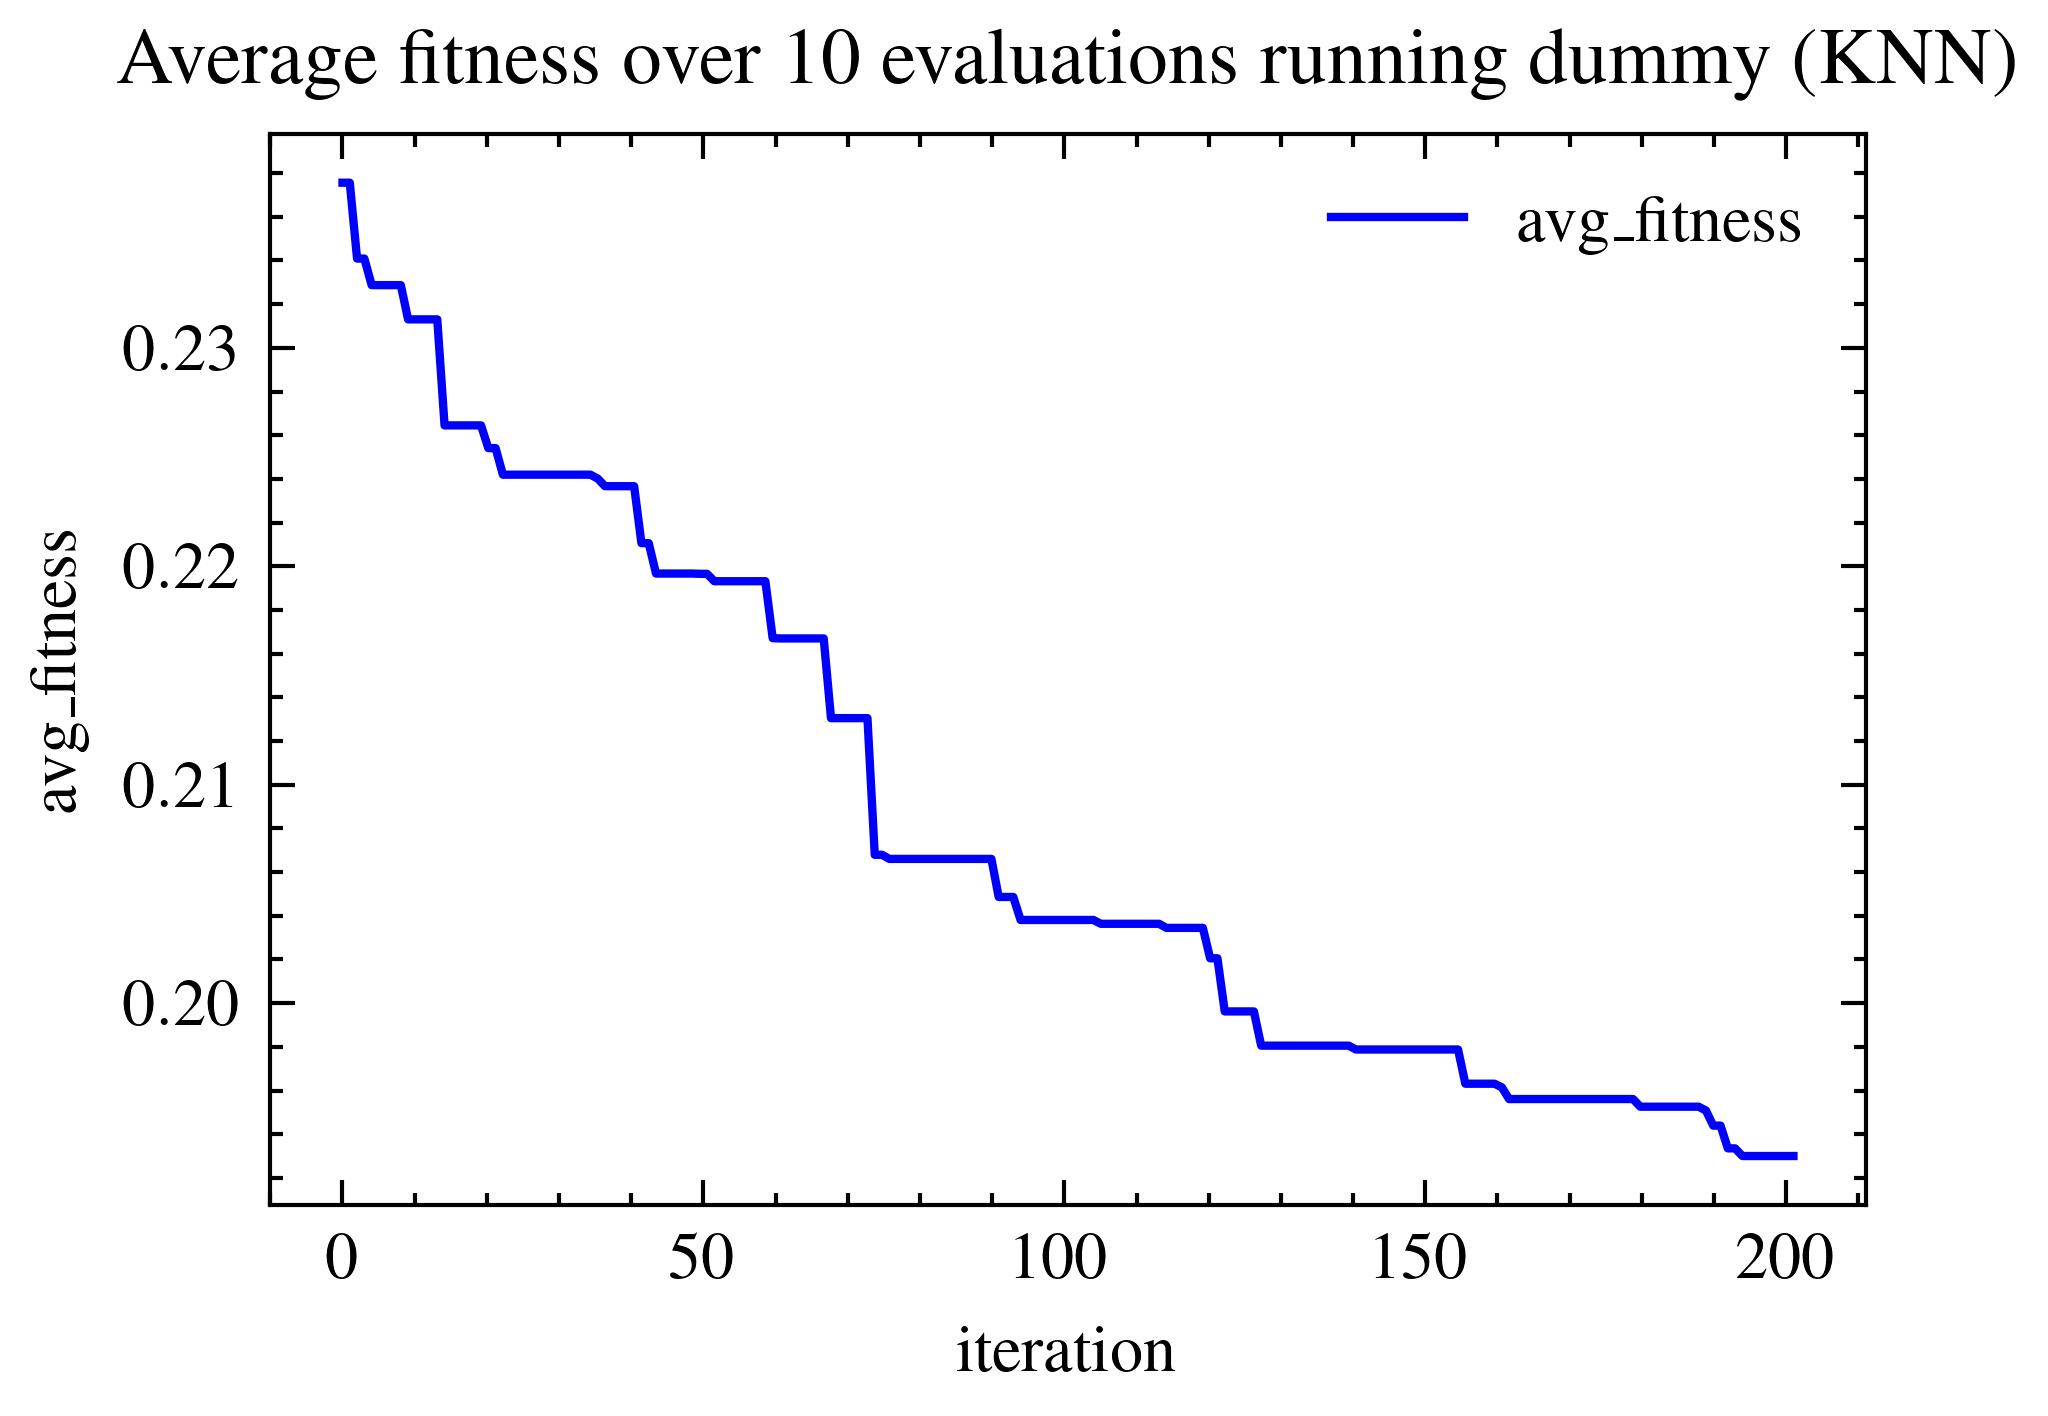 Average fitness over 10 evaluations running dummy (KNN)
avg_fitness
avg_fitness
0.23
0.22
0.21
0.20
0 50 100 150 200
iteration